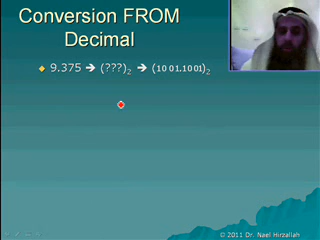 Conversion FROM
Decimal
9.375 → (???)₂ → (1001.1001)₂
© 2011 Dr. Nael Hirzallah